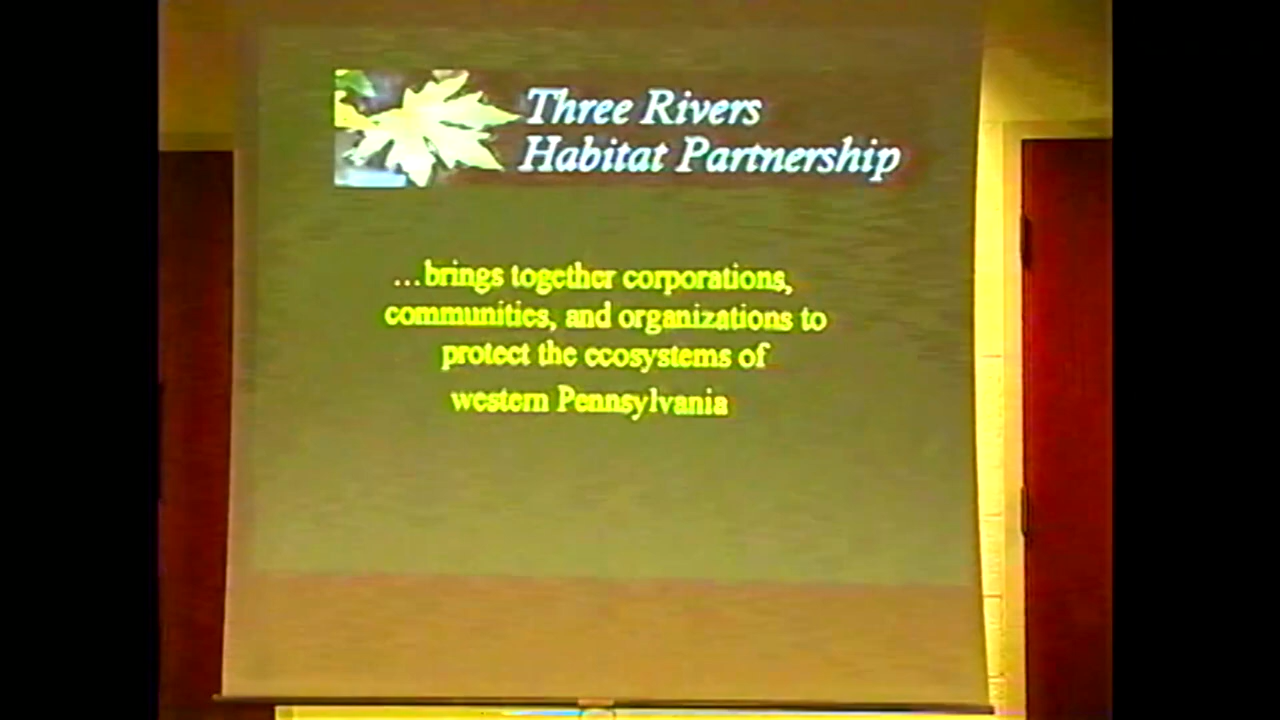 Three Rivers
Habitat Partnership
...brings together corporations,
communities, and organizations to
protect the ecosystems of
western Pennsylvania